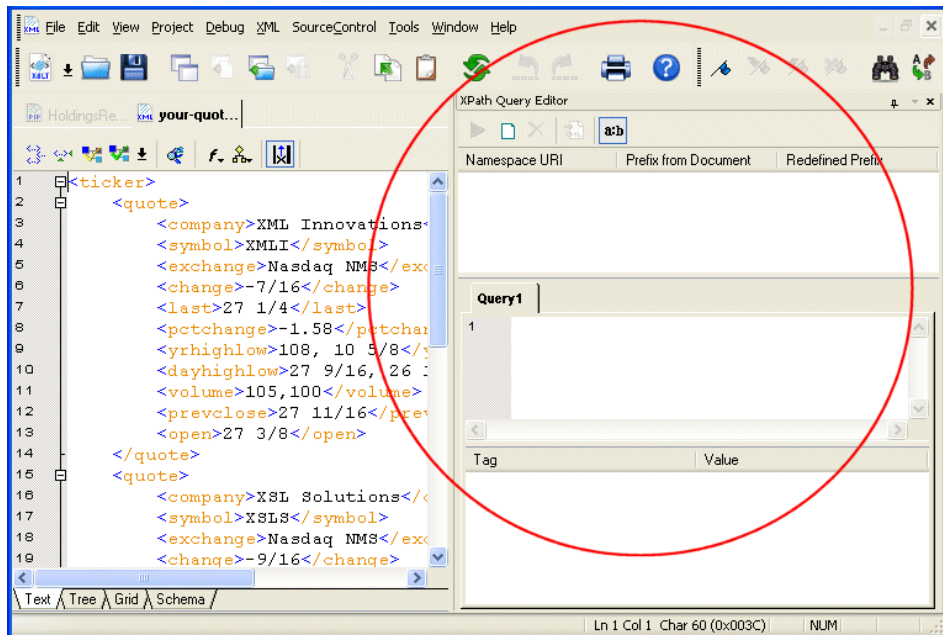 File Edit View Project Debug XML SourceControl Tools Window Help
XPath Query Editor
HoldingsRe... your-quot...
a:b
Namespace URI Prefix from Document Redefined Prefix
1 <ticker>
2 <quote>
3 <company>XML Innovations<
4 <symbol>XMLI</symbol>
5 <exchange>Nasdaq NMS</exc
6 <change>-7/16</change>
7 <last>27 1/4</last>
8 <pctchange>-1.58</pctchan
9 <yrhighlow>108, 10 5/8</y
10 <dayhighlow>27 9/16, 26
11 <volume>105,100</volume>
12 <prevclose>27 11/16</prev
13 <open>27 3/8</open>
14 </quote>
15 <quote>
16 <company>XSL Solutions</
17 <symbol>XSLS</symbol>
18 <exchange>Nasdaq NMS</exc
19 <change>-9/16</change>
Text Tree Grid Schema
Query1
1
Tag Value
Ln 1 Col 1 Char 60 (0x003C) NUM